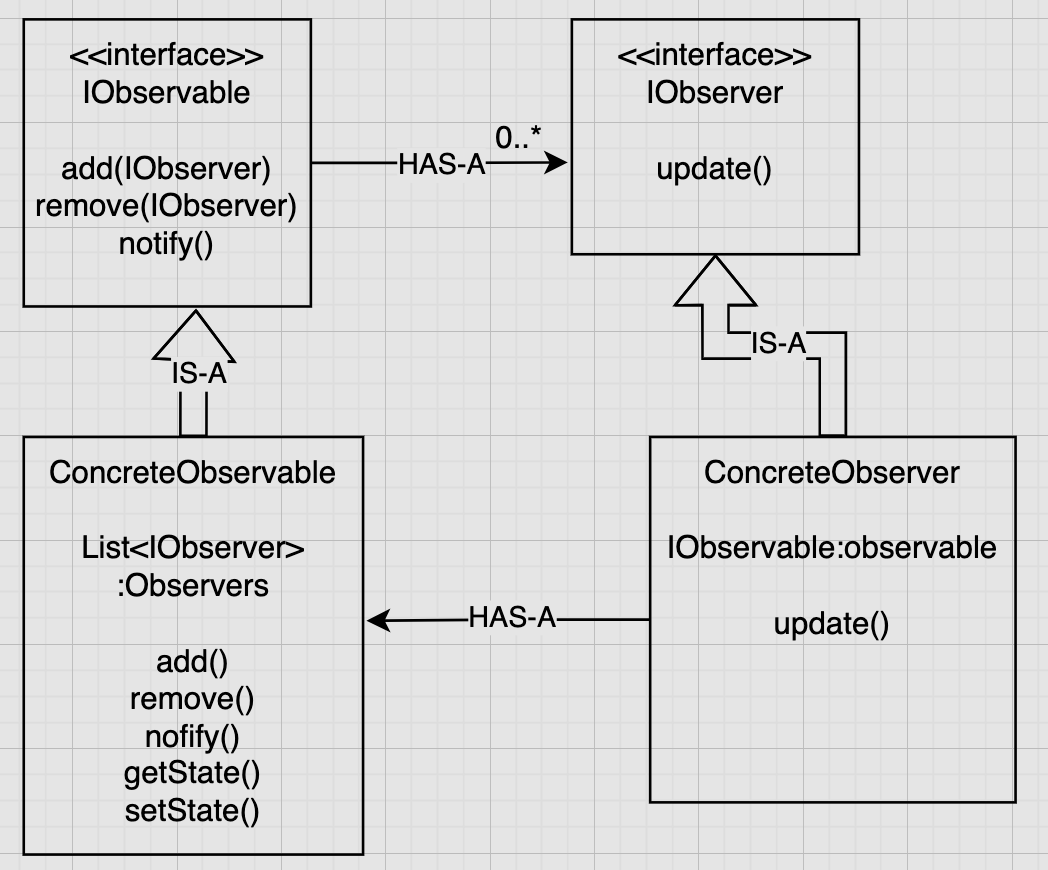 <<interface>>
IObservable
add(IObserver)
remove(IObserver)
notify()
HAS-A
0..*
<<interface>>
IObserver
update()
IS-A
IS-A
ConcreteObservable
List<IObserver>
:Observers
add()
remove()
nofify()
getState()
setState()
HAS-A
ConcreteObserver
IObservable:observable
update()